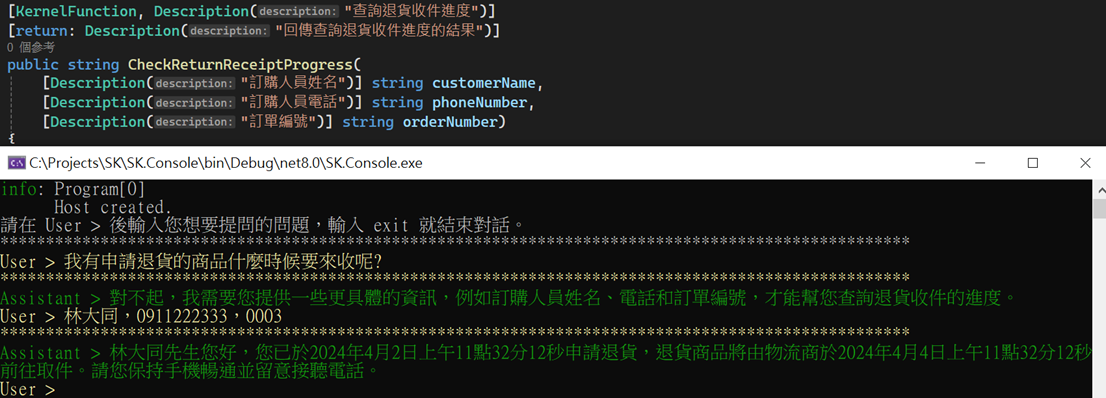 [KernelFunction, Description(description: "查詢退貨收件進度")]
[return: Description(description: "回傳查詢退貨收件進度的結果")]
0 個參考
public string CheckReturnReceiptProgress(
[Description(description: "訂購人員姓名")] string customerName,
[Description(description: "訂購人員電話")] string phoneNumber,
[Description(description: "訂單編號")] string orderNumber)
{
C:\Projects\SK\SK.Console\bin\Debug\net8.0\SK.Console.exe
info: Program[0]
Host created.
請在 User > 後輸入您想要提問的問題，輸入 exit 就結束對話。
****************************************************************************************************
User > 我有申請退貨的商品什麼時候要來收呢?
****************************************************************************************************
Assistant > 對不起，我需要您提供一些更具體的資訊，例如訂購人員姓名、電話和訂單編號，才能幫您查詢退貨收件的進度。
User > 林大同，0911222333，0003
****************************************************************************************************
Assistant > 林大同先生您好，您已於2024年4月2日上午11點32分12秒申請退貨，退貨商品將由物流商於2024年4月4日上午11點32分12秒
前往取件。請您保持手機暢通並留意接聽電話。
User >